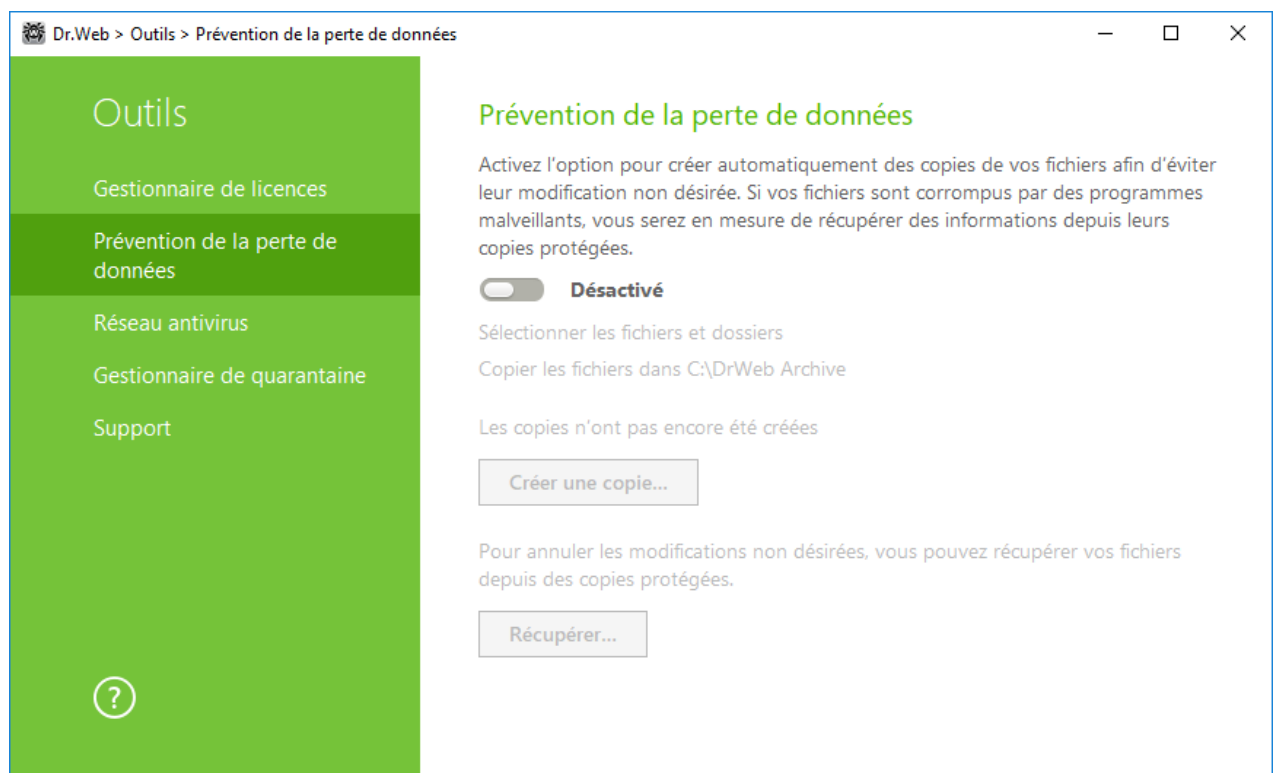 Dr.Web > Outils > Prévention de la perte de données
Outils
Gestionnaire de licences
Prévention de la perte de
données
Réseau antivirus
Gestionnaire de quarantaine
Support
?
Prévention de la perte de données
Activez l'option pour créer automatiquement des copies de vos fichiers afin d'éviter
leur modification non désirée. Si vos fichiers sont corrompus par des programmes
malveillants, vous serez en mesure de récupérer des informations depuis leurs
copies protégées.
Désactivé
Sélectionner les fichiers et dossiers
Copier les fichiers dans C:\DrWeb Archive
Les copies n'ont pas encore été créées
Créer une copie...
Pour annuler les modifications non désirées, vous pouvez récupérer vos fichiers
depuis des copies protégées.
Récupérer...